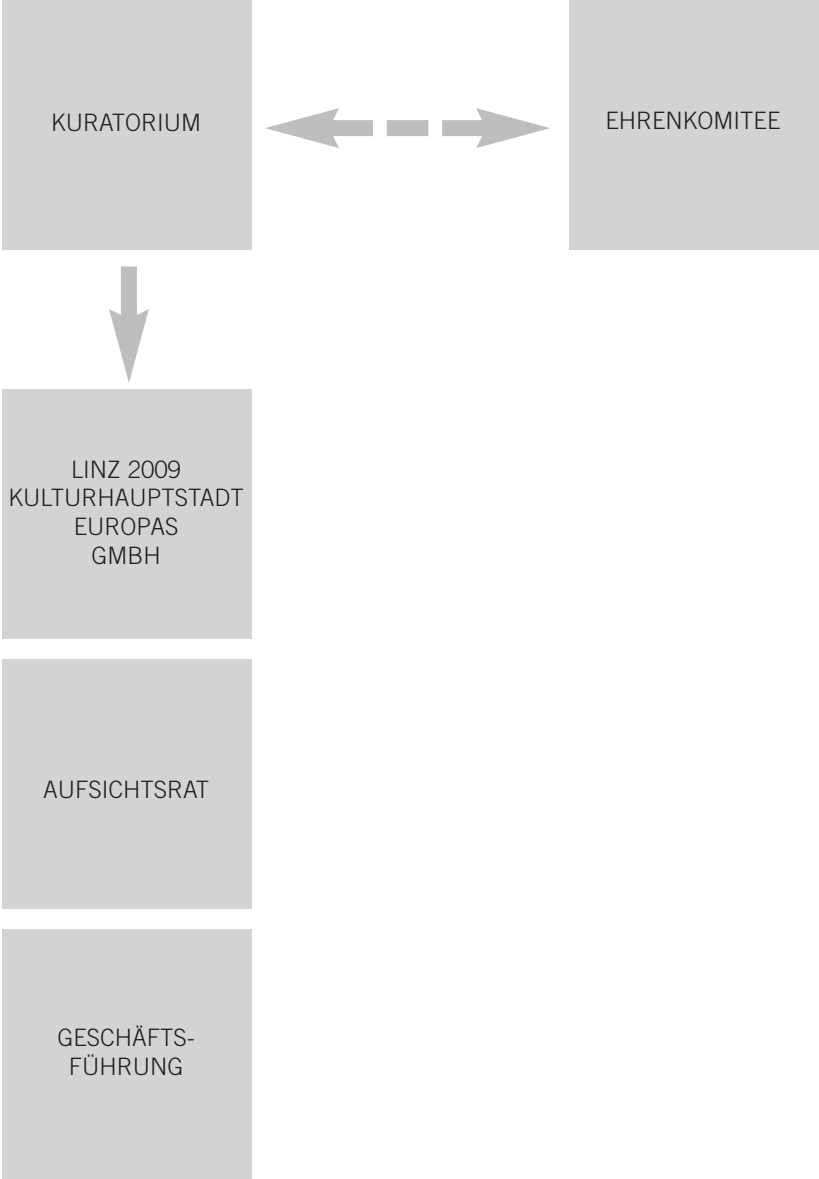 KURATORIUM
EHRENKOMITEE
LINZ 2009
KULTURHAUPTSTADT
EUROPAS
GMBH
AUFSICHTSRAT
GESCHÄFTS-
FÜHRUNG